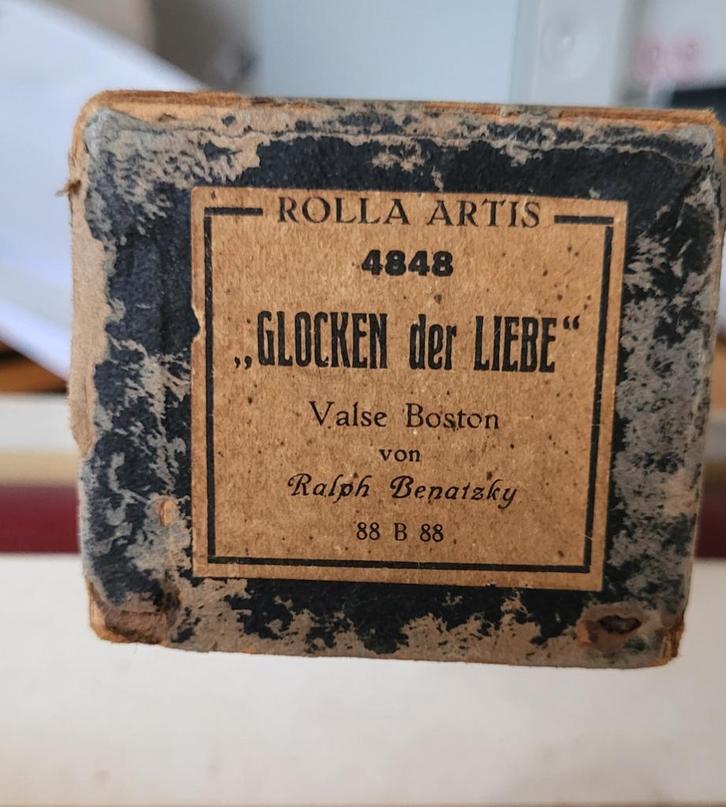 ROLLA ARTIS
4848
„GLOCKEN der LIEBE“
Valse Boston
von
Ralph Benatzky
88 B 88